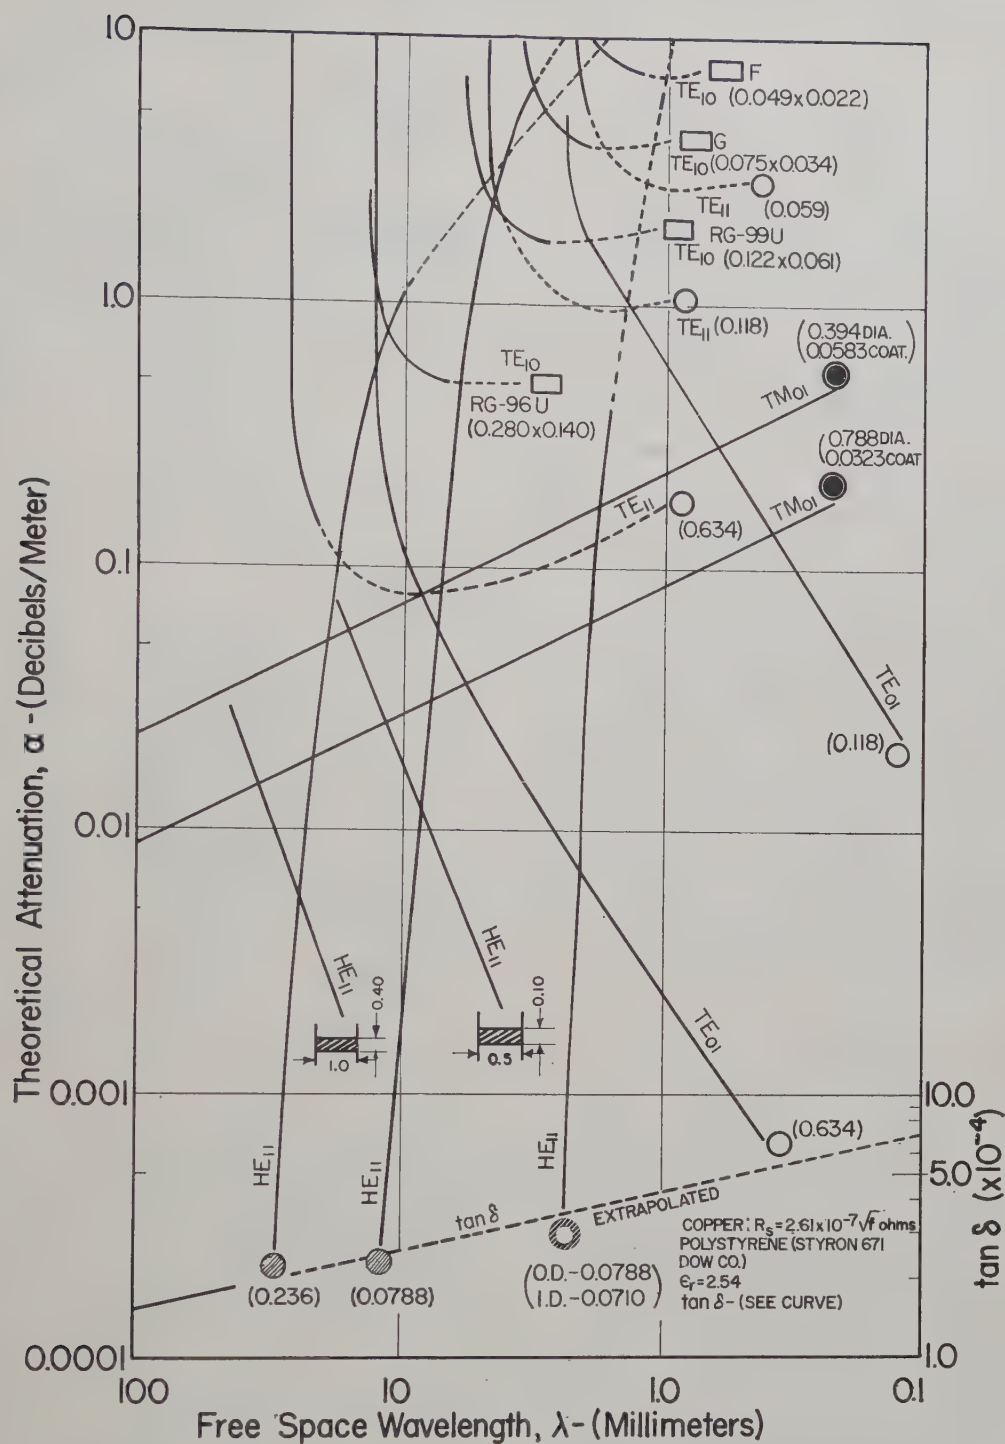 10
F
TE10 (0.049x0.022)
G
TE10 (0.075x0.034)
TE11 (0.059)
RG-99U
TE10 (0.122x0.061)
1.0
TE11 (0.118)
(0.394 DIA.
0.0583 COAT.)
TE10
RG-96U
(0.280x0.140)
TM01
(0.788 DIA.
0.0323 COAT
TM01
TE11
(0.634)
0.1
TE01
(0.118)
0.01
HE11
HE11
0.40
1.0
0.10
0.5
TE01
0.001
10.0
(0.634)
HE11
HE11
HE11
5.0
tan δ
EXTRAPOLATED
COPPER: Rs=2.61x10-7√f ohms
POLYSTYRENE (STYRON 671
DOW CO.)
ϵr=2.54
tan δ- (SEE CURVE)
(0.236)
(0.0788)
(O.D.-0.0788
I.D.-0.0710)
0.0001
1.0
100
10
1.0
0.1
Free Space Wavelength, λ- (Millimeters)
Theoretical Attenuation, α -(Decibels/Meter)
tan δ (x10-4)